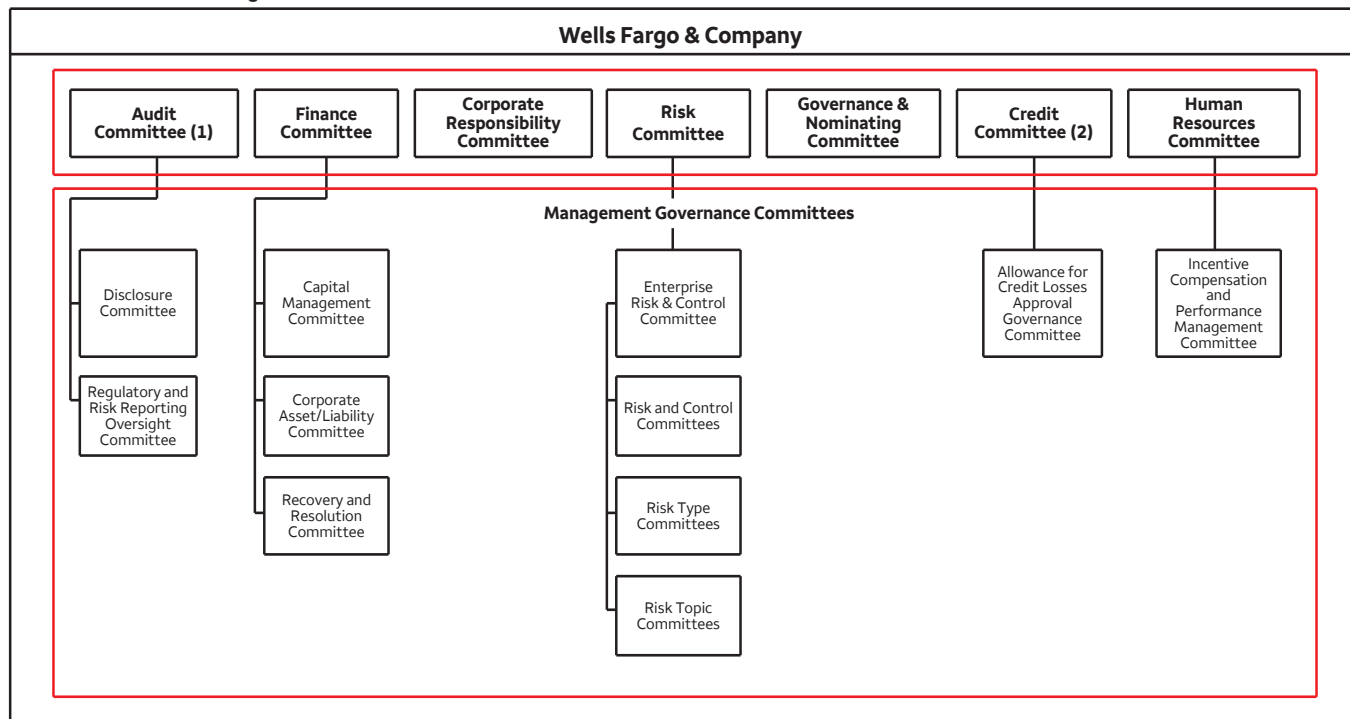 Wells Fargo & Company
Audit
Committee (1)
Finance
Committee
Corporate
Responsibility
Committee
Risk
Committee
Governance &
Nominating
Committee
Credit
Committee (2)
Human
Resources
Committee
Management Governance Committees
Disclosure
Committee
Regulatory and
Risk Reporting
Oversight
Committee
Capital
Management
Committee
Corporate
Asset/Liability
Committee
Recovery and
Resolution
Committee
Enterprise
Risk & Control
Committee
Risk and Control
Committees
Risk Type
Committees
Risk Topic
Committees
Allowance for
Credit Losses
Approval
Governance
Committee
Incentive
Compensation
and
Performance
Management
Committee